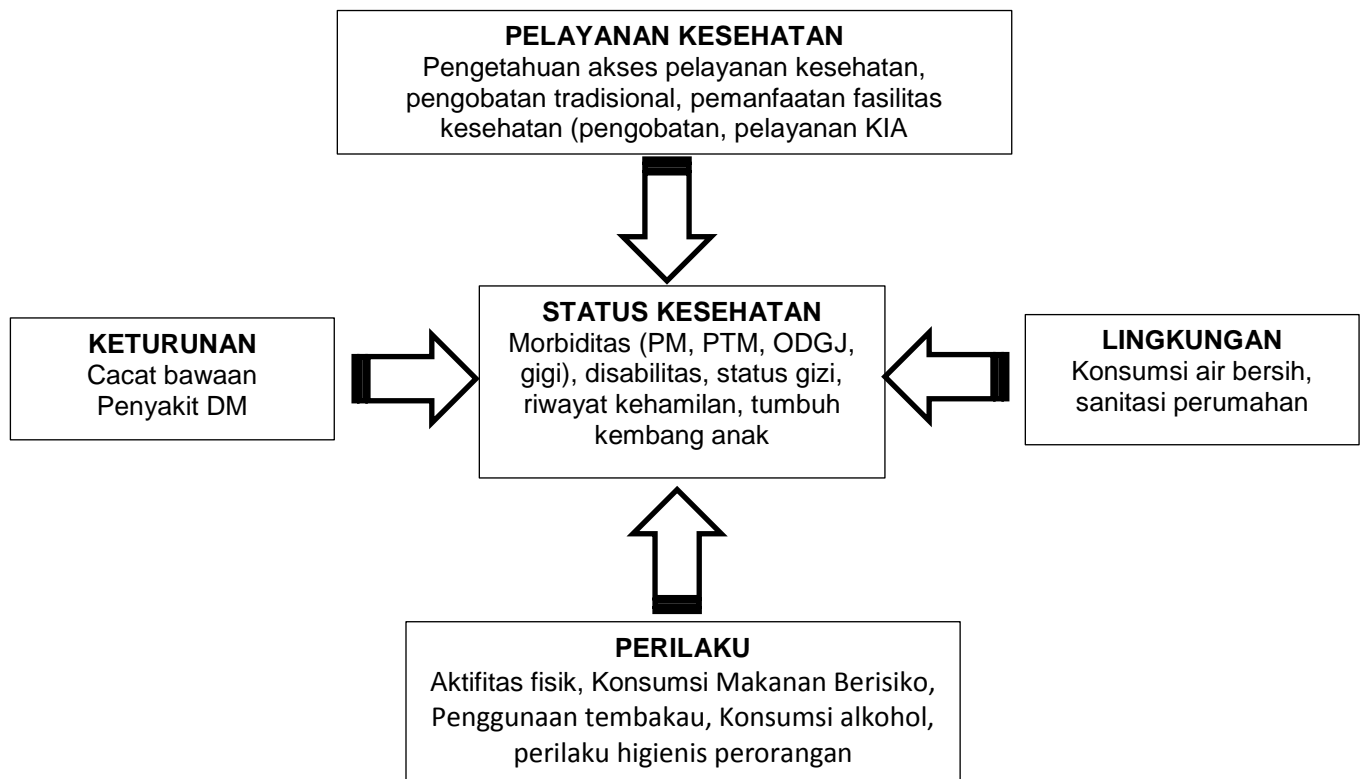 PELAYANAN KESEHATAN
Pengetahuan akses pelayanan kesehatan,
pengobatan tradisional, pemanfaatan fasilitas
kesehatan (pengobatan, pelayanan KIA
KETURUNAN
Cacat bawaan
Penyakit DM
STATUS KESEHATAN
Morbiditas (PM, PTM, ODGJ,
gigi), disabilitas, status gizi,
riwayat kehamilan, tumbuh
kembang anak
LINGKUNGAN
Konsumsi air bersih,
sanitasi perumahan
PERILAKU
Aktifitas fisik, Konsumsi Makanan Berisiko,
Penggunaan tembakau, Konsumsi alkohol,
perilaku higienis perorangan